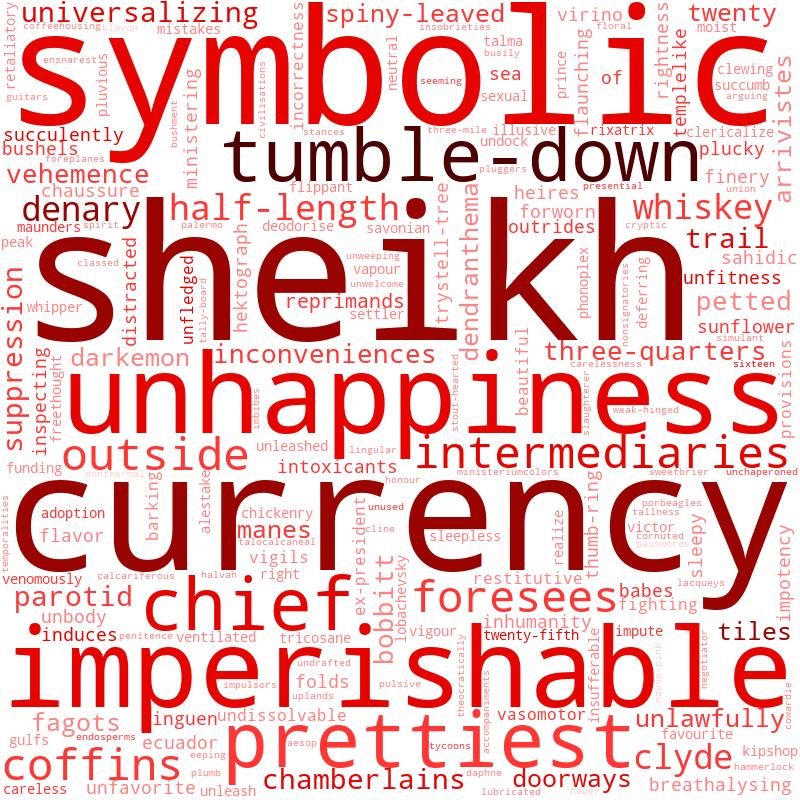 universalizing
spiny-leaved
virino
twenty
coffeehousing
klaxon
mistakes
insobrieties
floral
moist
symbolic
retaliatory
ensnarest
guitars
pluvious
incorrectness
neutral
talma
busily
seeming
sea
sexual
prince
of
flaunching
rightness
templelike
clewing
succumb
arguing
arrivistes
succulently
bushels
foreplanes
bushment
ministering
civilisations
stances
three-mile
illusive
undock
rixatrix
clericalize
plucky
tumble-down
vehemence
chaussure
flippant
pluggers
heires
presential
finery
union
denary
half-length
deodorise
savonian
trystell-tree
dendranthema
forworn
outrides
whiskey
cryptic
maunders
spirit
palermo
peak
trail
sahidic
sheikh
classed
distracted
unfledged
tally-board
hektograph
unweeping
vapour
unwelcome
reprimands
settler
phonoplex
nonsignatories
deferring
unfitness
petted
whipper
sunflower
simulant
suppression
inspecting
freethought
darkemon
inconveniences
stout-hearted
beautiful
three-quarters
carelessness
sixteen
provisions
unhappiness
imbibes
slaughterer
weak-hinged
outside
unleashed
lingular
intermediaries
funding
monthermal
intoxicants
honour
ministeriumcolors
sweetbrier
unchaperoned
currency
temporalities
adoption
flavor
barking
alestake
chickenry
manes
talocalcaneal
vigils
unused
cline
sleepless
realize
thumb-ring
porbeagles
tallness
victor
cornuted
passwords
sleepy
impotency
venomously
calcariferous
halvah
right
ex-president
restitutive
babes
lacqueys
parotid
chief
foresees
fighting
unbody
bobbitt
lobachevsky
inhumanity
induces
penitence
ventilated
tricosane
vigour
twenty-fifth
impute
tiles
imperishable
undrafted
impulsors
folds
uplands
pulsive
theocratically
accompaniments
insufferable
mauve-pink
negotiator
cowardie
fagots
inguen
undissolvable
vasomotor
unlawfully
gulfs
endosperms
ecuador
aesop
prettiest
tycoons
favourite
coffins
eeping
plumb
clyde
kipshop
hammerlock
careless
unfavorite
unleash
chamberlains
daphne
lubricated
doorways
naber
breathalysing